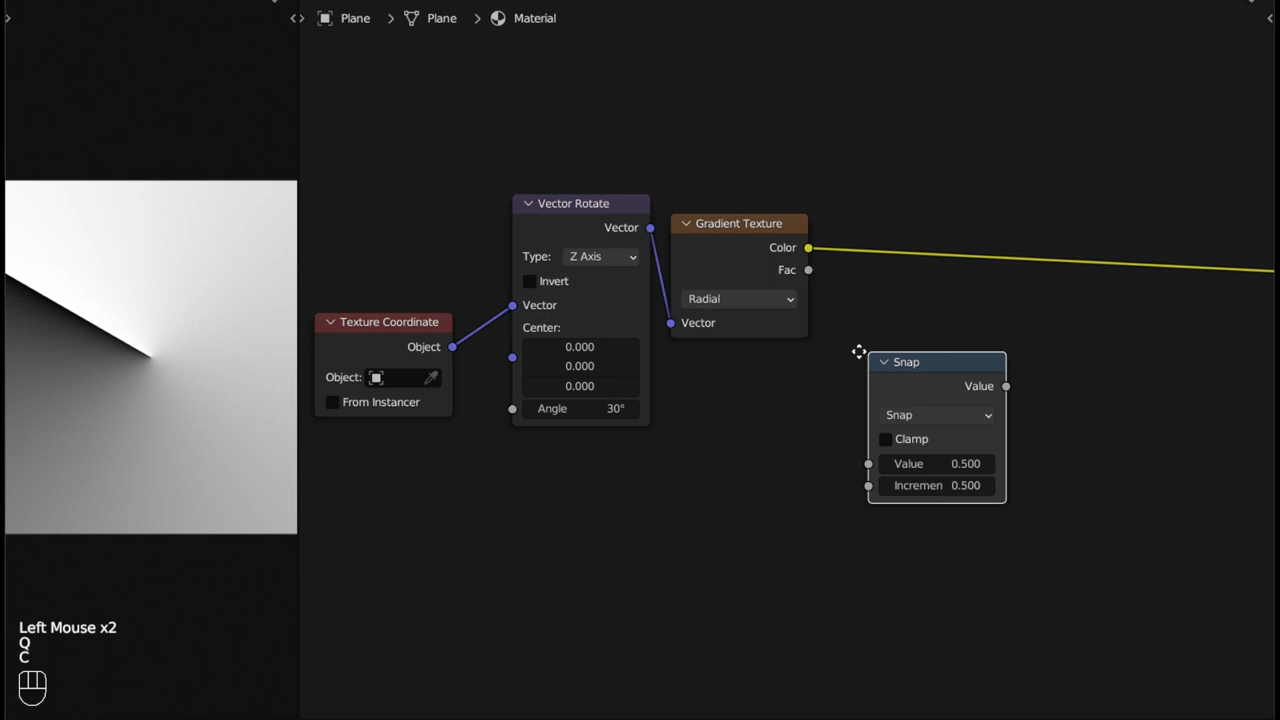 Plane > Plane > Material
Vector Rotate
Vector
Type: Z Axis
Invert
Vector
Center:
0.000
0.000
0.000
Angle 30°
Gradient Texture
Color
Fac
Radial
Vector
Texture Coordinate
Object
Object:
From Instancer
Snap
Value
Snap
Clamp
Value 0.500
Incremen 0.500
Left Mouse x2
Q
C